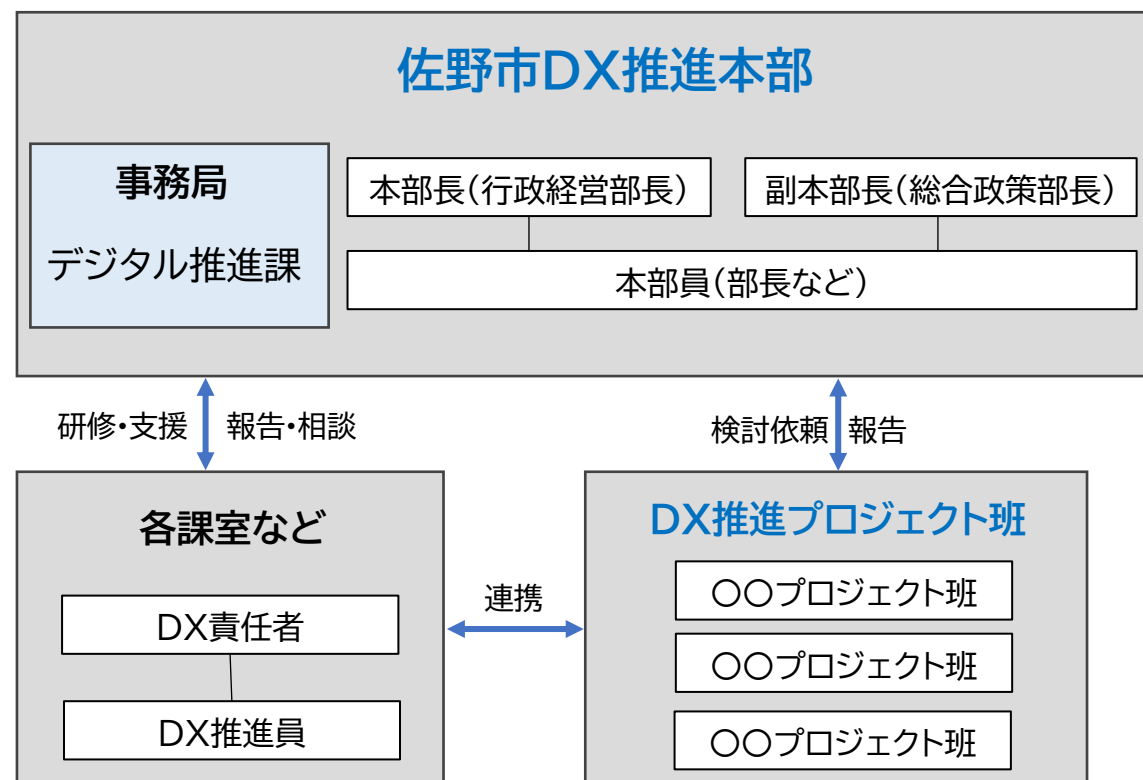 佐野市DX推進本部
事務局
デジタル推進課
本部長(行政経営部長)
副本部長(総合政策部長)
本部員(部長など)
研修・支援
報告・相談
検討依頼
報告
各課室など
DX責任者
DX推進員
連携
DX推進プロジェクト班
〇〇プロジェクト班
〇〇プロジェクト班
〇〇プロジェクト班